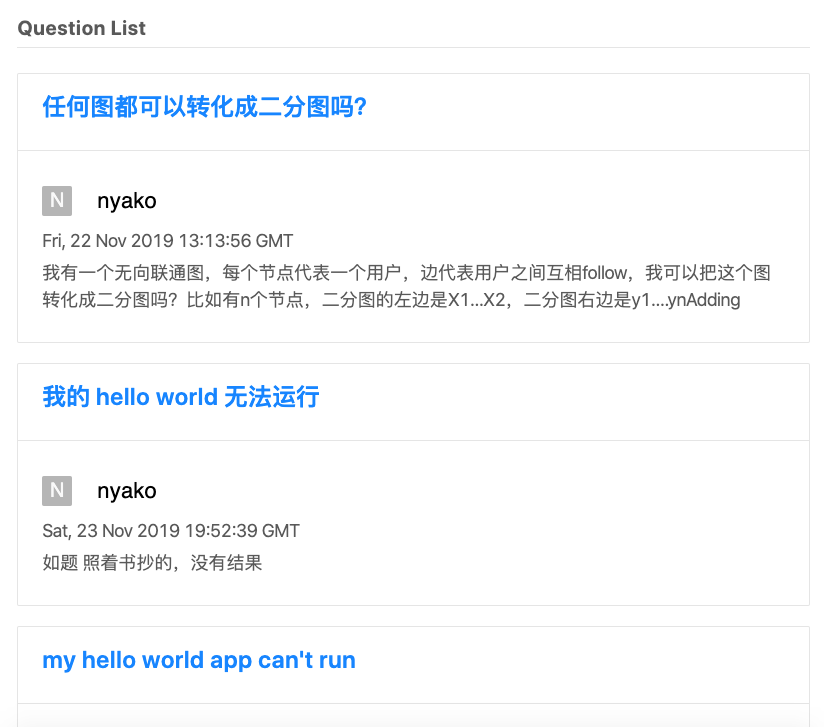 Question List
任何图都可以转化成二分图吗?
N nyako
Fri, 22 Nov 2019 13:13:56 GMT
我有一个无向联通图，每个节点代表一个用户，边代表用户之间互相follow，我可以把这个图
转化成二分图吗？比如有n个节点，二分图的左边是X1...X2，二分图右边是y1....ynAdding
我的 hello world 无法运行
N nyako
Sat, 23 Nov 2019 19:52:39 GMT
如题 照着书抄的，没有结果
my hello world app can't run